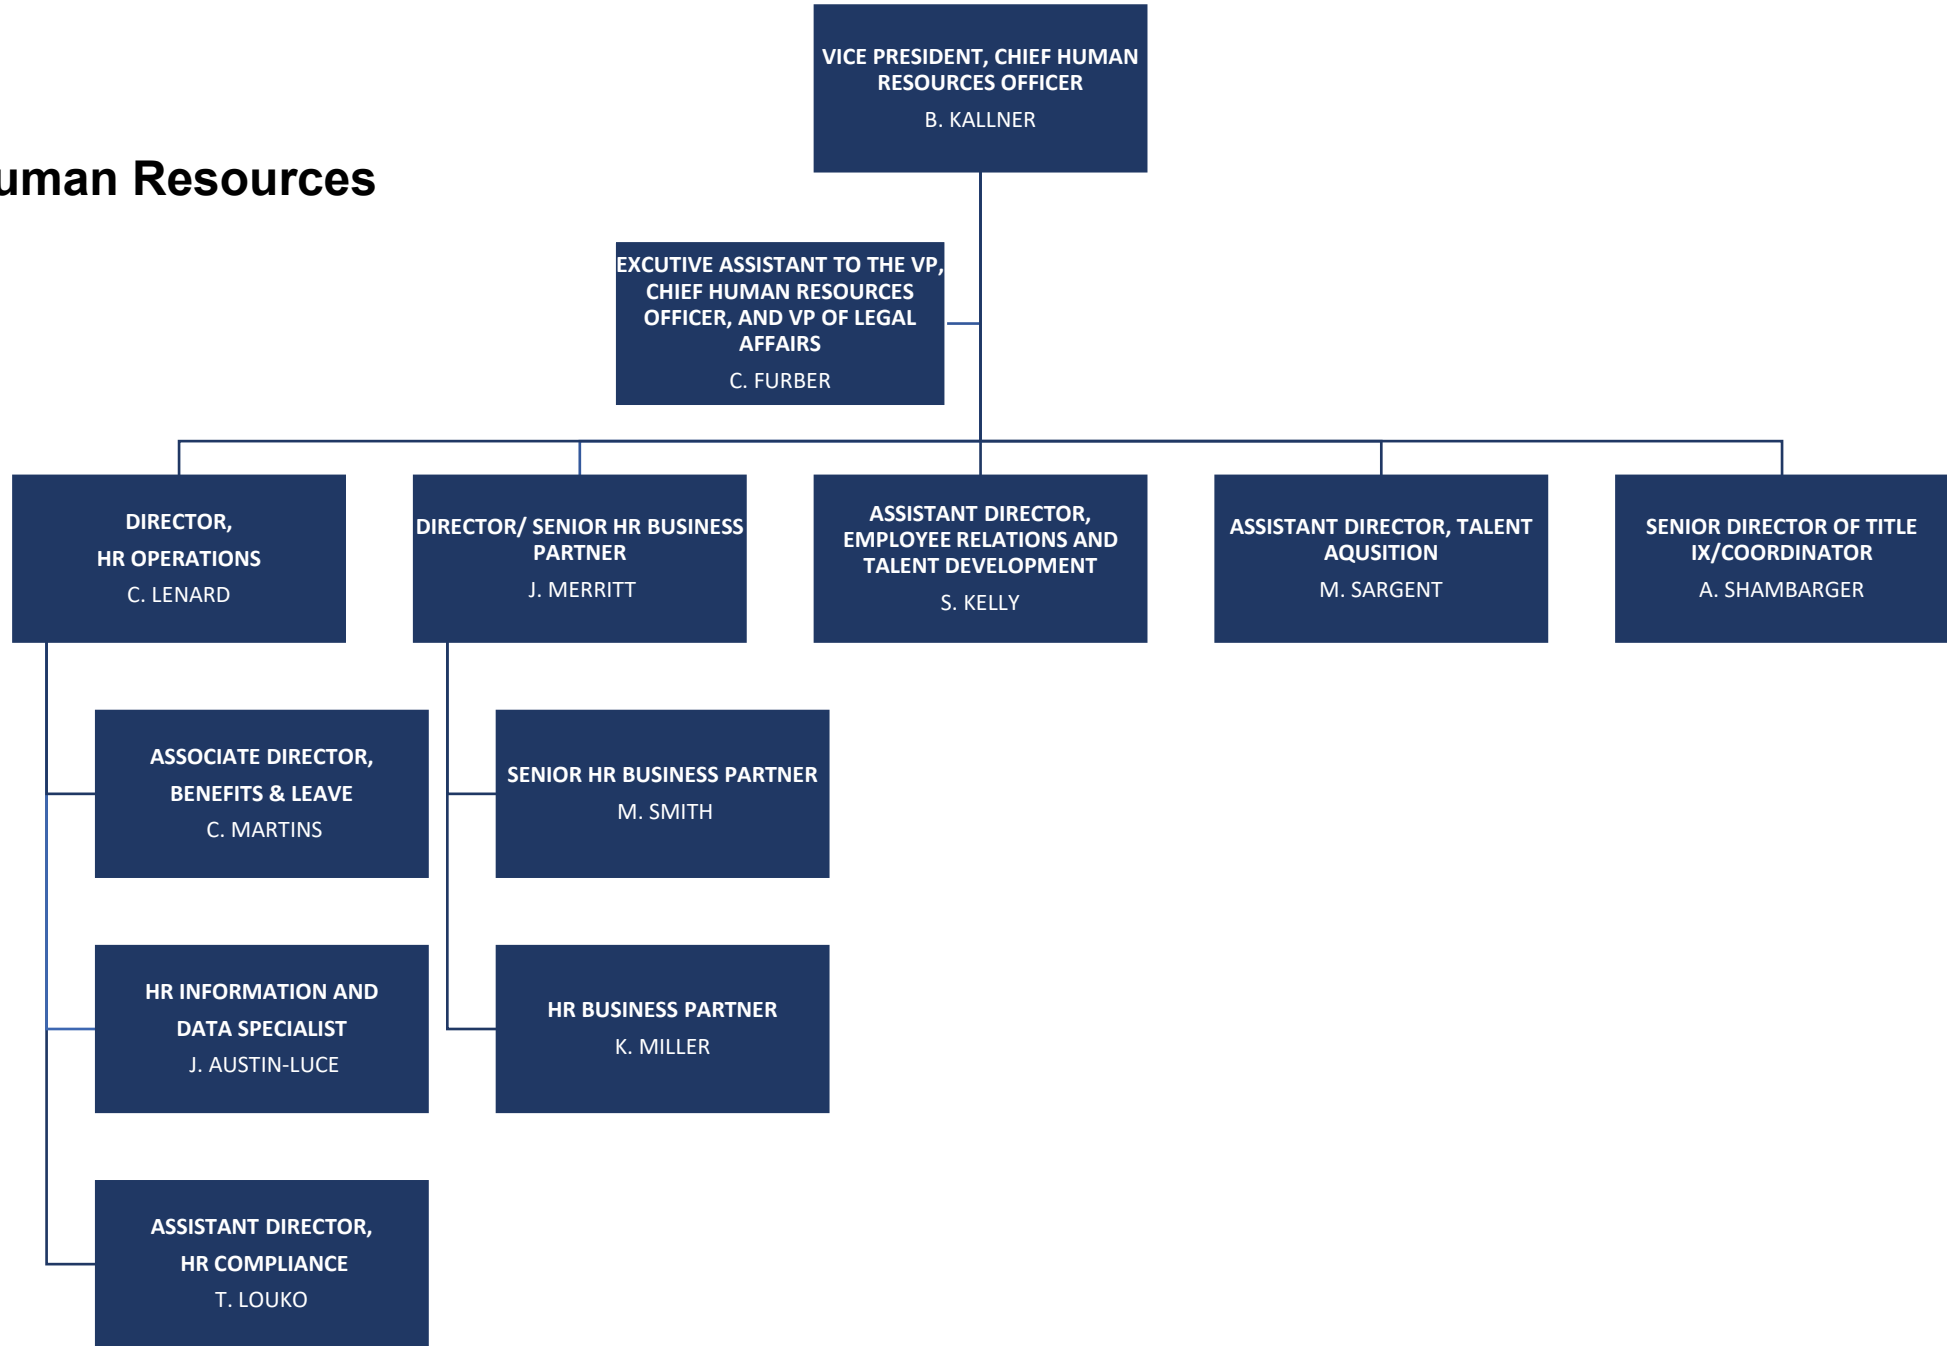 VICE PRESIDENT, CHIEF HUMAN
RESOURCES OFFICER
B. KALLNER
uman Resources
EXCUTIVE ASSISTANT TO THE VP,
CHIEF HUMAN RESOURCES
OFFICER, AND VP OF LEGAL
AFFAIRS
C. FURBER
DIRECTOR,
HR OPERATIONS
C. LENARD
DIRECTOR/ SENIOR HR BUSINESS
PARTNER
J. MERRITT
ASSISTANT DIRECTOR,
EMPLOYEE RELATIONS AND
TALENT DEVELOPMENT
S. KELLY
ASSISTANT DIRECTOR, TALENT
AQUSITION
M. SARGENT
SENIOR DIRECTOR OF TITLE
IX/COORDINATOR
A. SHAMBARGER
ASSOCIATE DIRECTOR,
BENEFITS & LEAVE
C. MARTINS
SENIOR HR BUSINESS PARTNER
M. SMITH
HR INFORMATION AND
DATA SPECIALIST
J. AUSTIN-LUCE
HR BUSINESS PARTNER
K. MILLER
ASSISTANT DIRECTOR,
HR COMPLIANCE
T. LOUKO